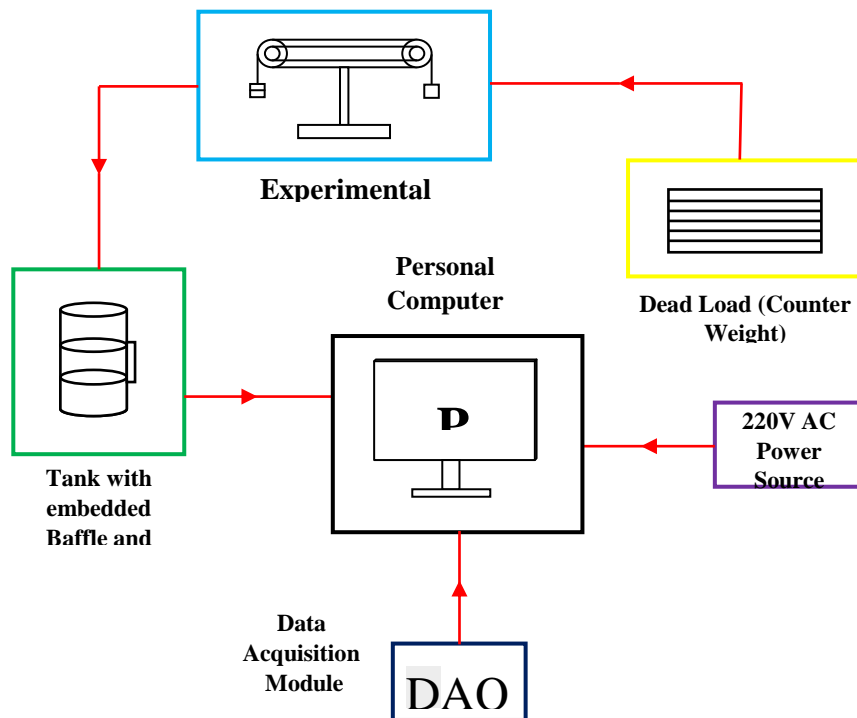 Experimental
Personal
Computer
Dead Load (Counter
Weight)
P
220V AC
Power
Source
Tank with
embedded
Baffle and
Data
Acquisition
Module
DAO